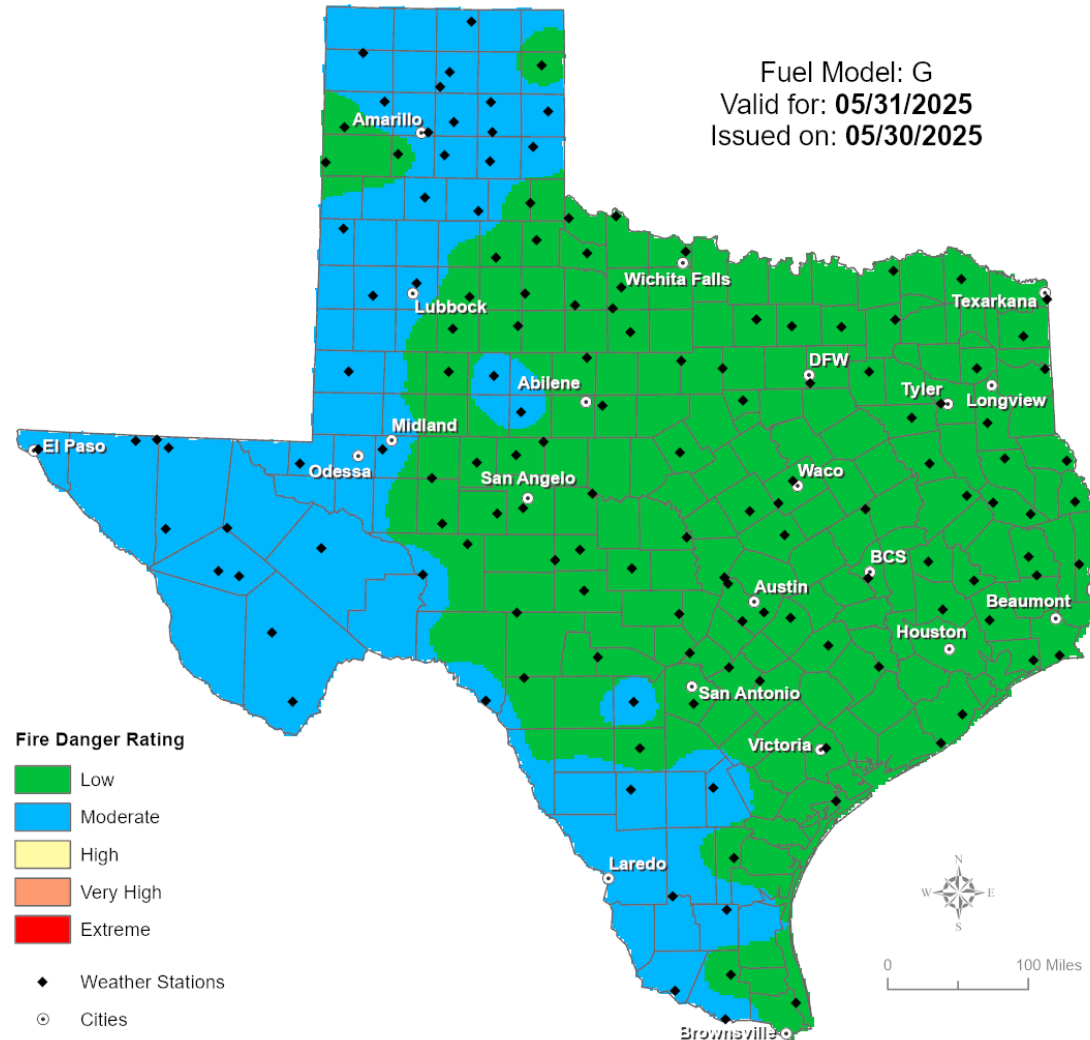 Fuel Model: G
Valid for: 05/31/2025
Issued on: 05/30/2025
Amarillo
Wichita Falls
Lubbock
Texarkana
DFW
Abilene
Tyler
Longview
Midland
El Paso
Odessa
San Angelo
Waco
BCS
Austin
Beaumont
Houston
San Antonio
Victoria
Laredo
Brownsville
Fire Danger Rating
Low
Moderate
High
Very High
Extreme
Weather Stations
Cities
N
W E
S
0 100 Miles